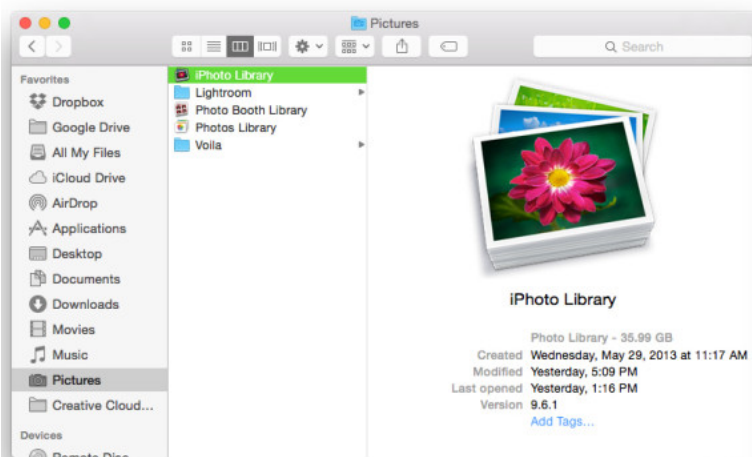 Pictures
Search
Favorites
Dropbox
Google Drive
All My Files
iCloud Drive
AirDrop
Applications
Desktop
Documents
Downloads
Movies
Music
Pictures
Creative Cloud...
Devices
Remote Disc
iPhoto Library
Lightroom
Photo Booth Library
Photos Library
Voila
iPhoto Library
Photo Library - 35.99 GB
Created Wednesday, May 29, 2013 at 11:17 AM
Modified Yesterday, 5:09 PM
Last opened Yesterday, 1:16 PM
Version 9.6.1
Add Tags...